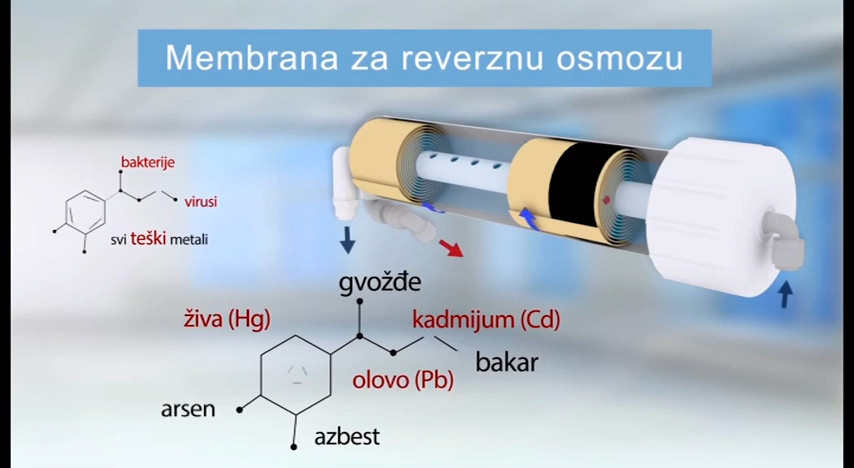 Membrana za reverznu osmozu
bakterije
virusi
svi teški metali
gvožđe
živa (Hg)
kadmijum (Cd)
bakar
olovo (Pb)
arsen
azbest